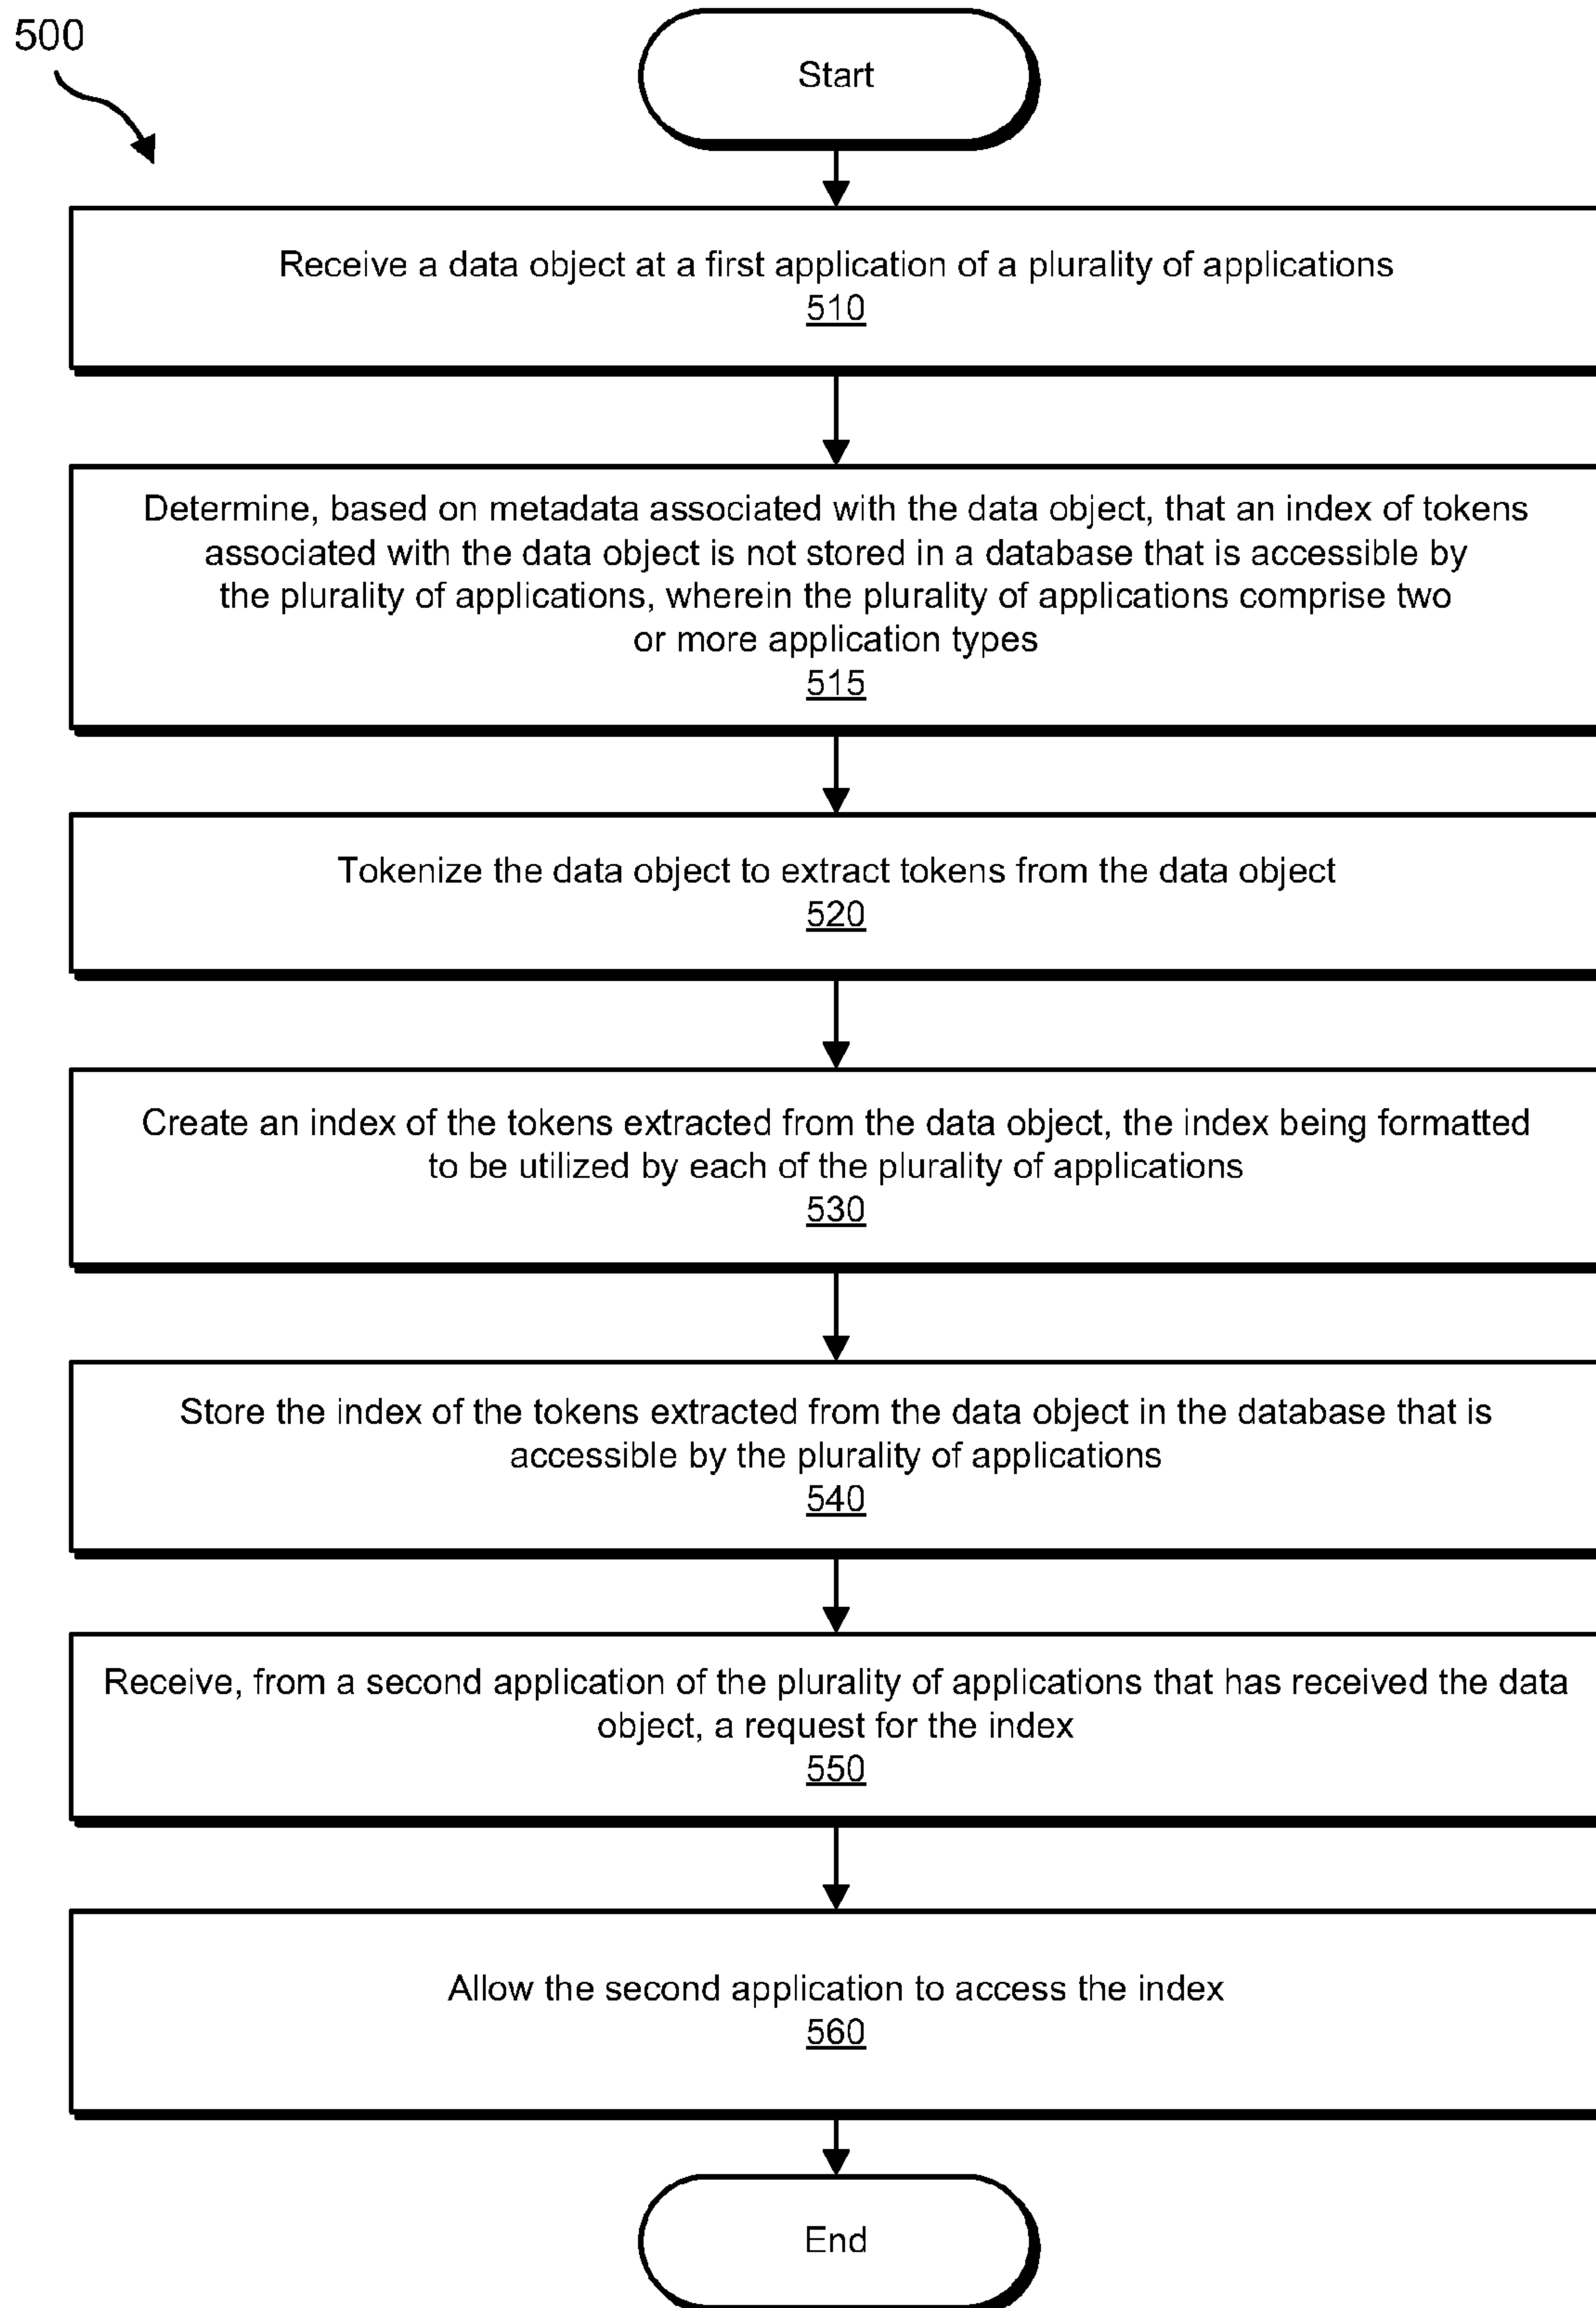 500
Start
Receive a data object at a first application of a plurality of applications
510
Determine, based on metadata associated with the data object, that an index of tokens
associated with the data object is not stored in a database that is accessible by
the plurality of applications, wherein the plurality of applications comprise two
or more application types
515
Tokenize the data object to extract tokens from the data object
520
Create an index of the tokens extracted from the data object, the index being formatted
to be utilized by each of the plurality of applications
530
Store the index of the tokens extracted from the data object in the database that is
accessible by the plurality of applications
540
Receive, from a second application of the plurality of applications that has received the data
object, a request for the index
550
Allow the second application to access the index
560
End